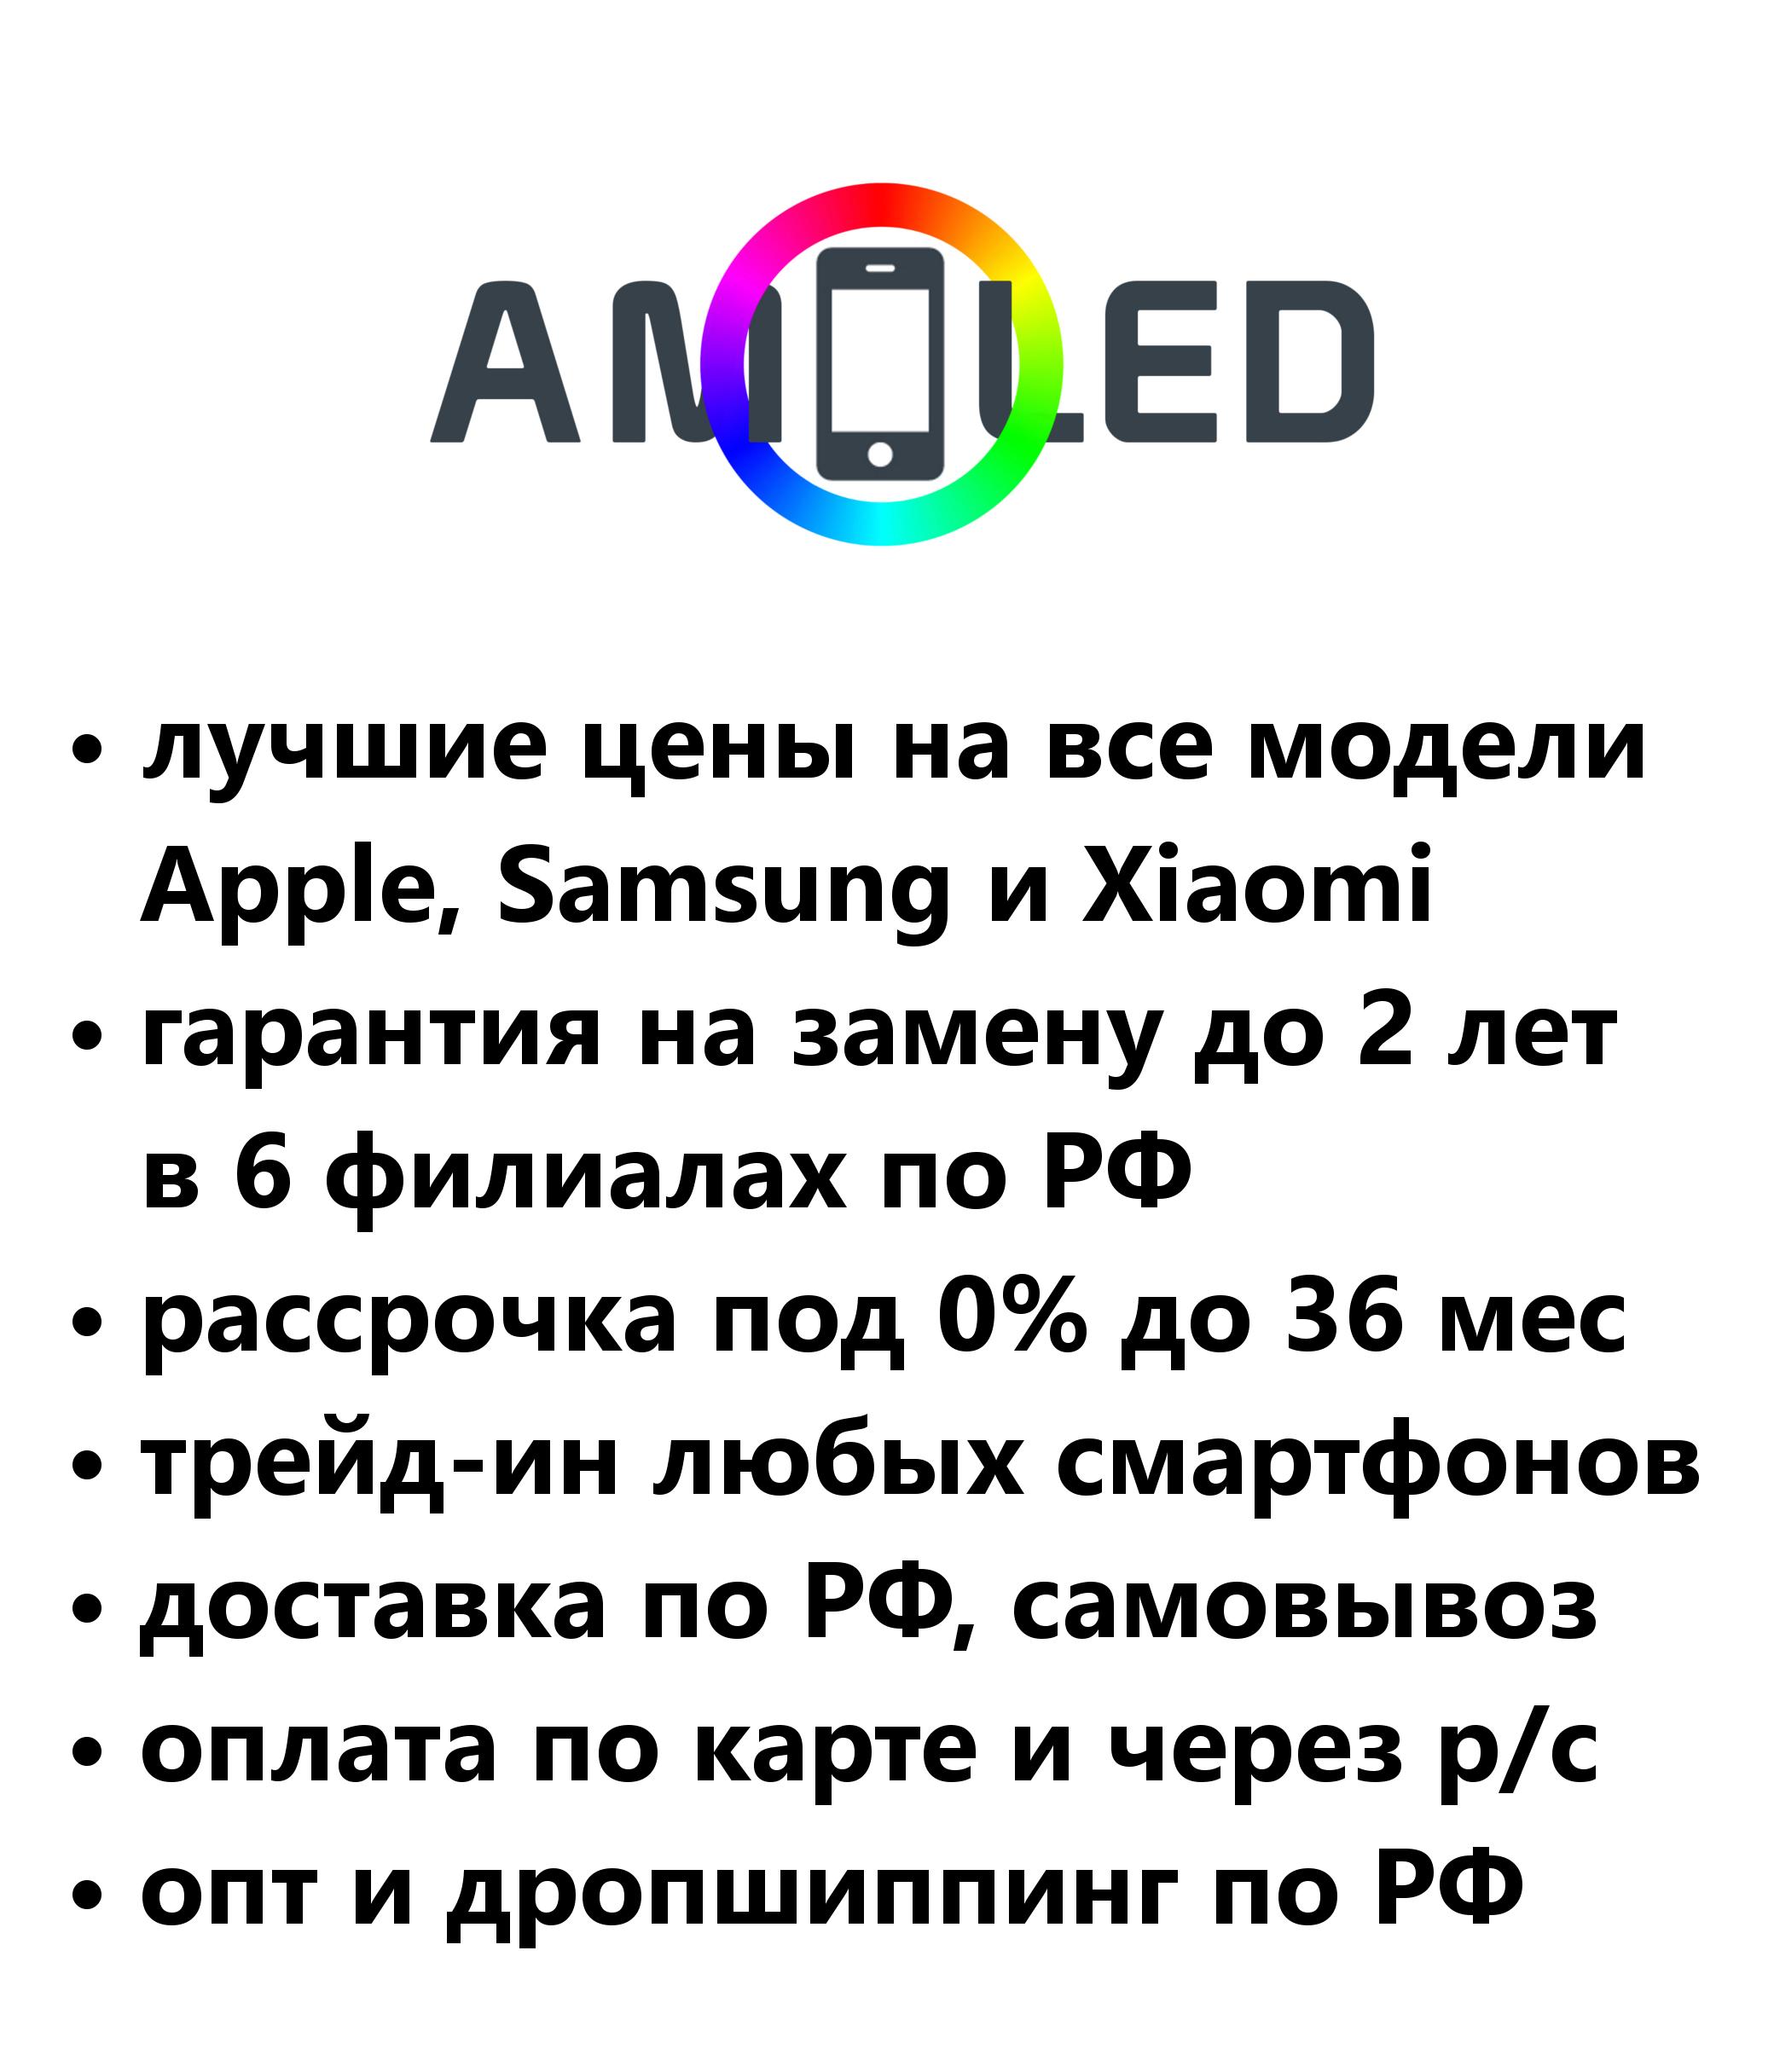 AMOLED
• лучшие цены на все модели
Apple, Samsung и Xiaomi
• гарантия на замену до 2 лет
в 6 филиалах по РФ
• рассрочка под 0% до 36 мес
• трейд-ин любых смартфонов
• доставка по РФ, самовывоз
• оплата по карте и через р/с
• опт и дропшиппинг по РФ